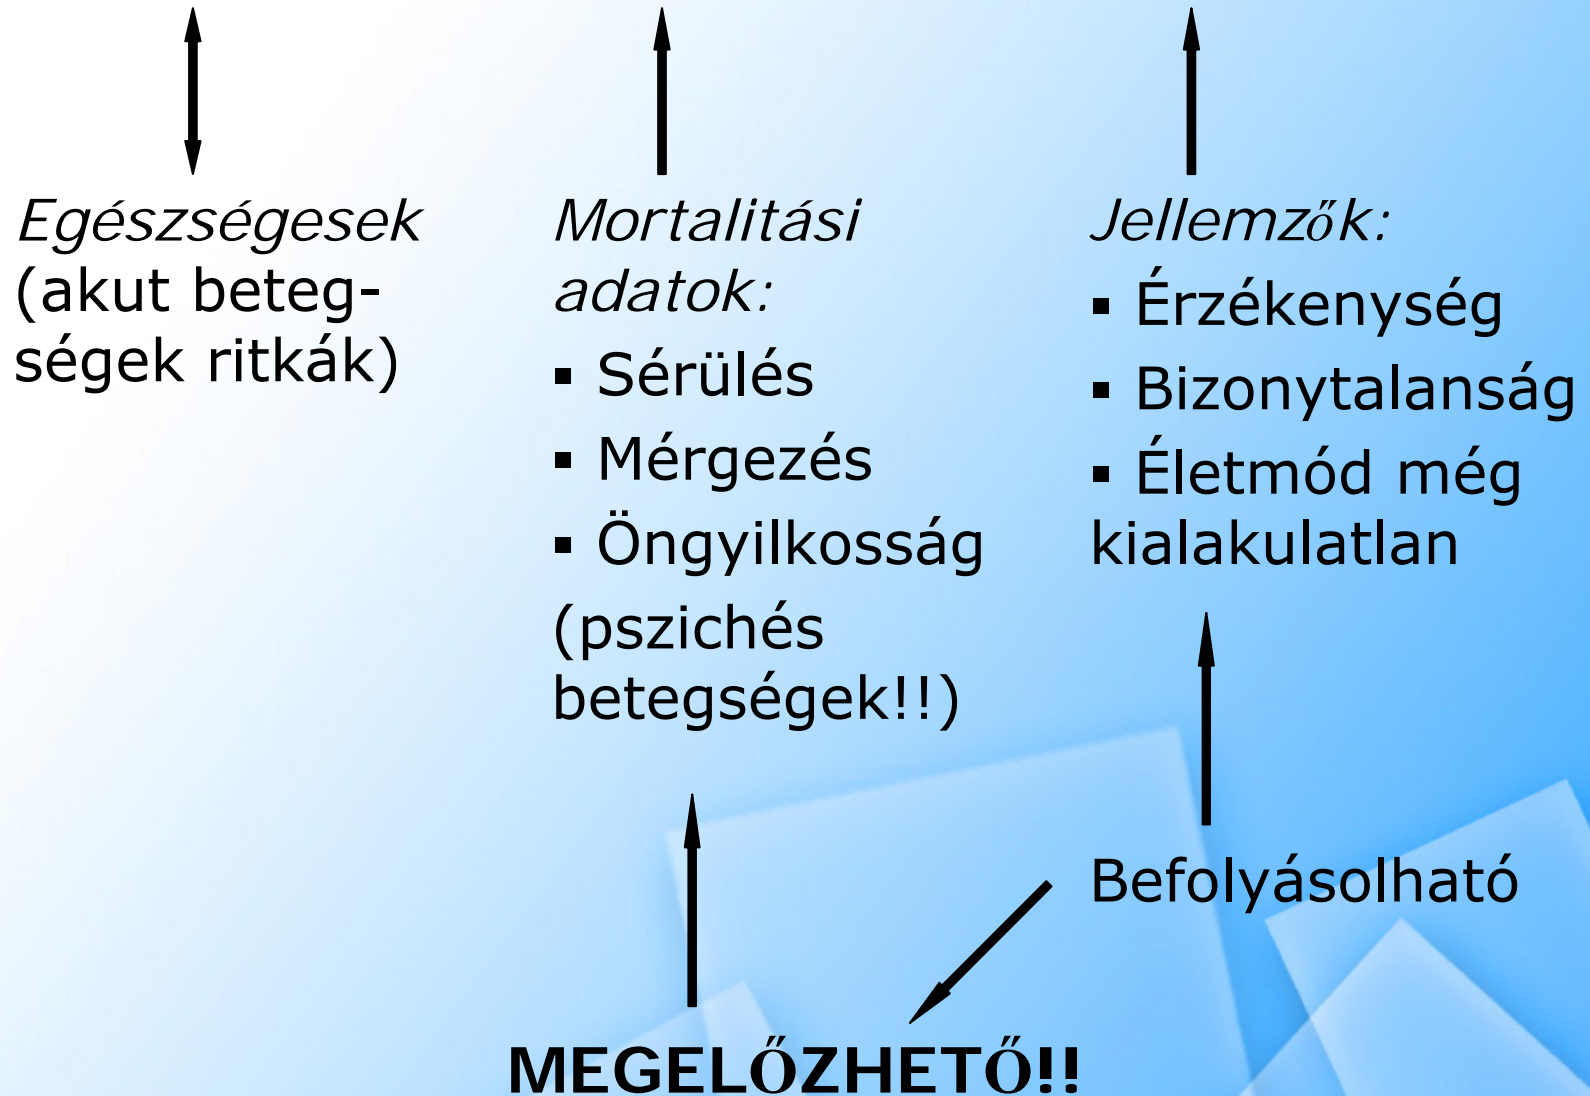 Egészségesek
(akut beteg-
ségek ritkák)
Mortalitási
adatok:
▪ Sérülés
▪ Mérgezés
▪ Öngyilkosság
(pszichés
betegségek!!)
Jellemzők:
▪ Érzékenység
▪ Bizonytalanság
▪ Életmód még
kialakulatlan
Befolyásolható
MEGELŐZHETŐ!!